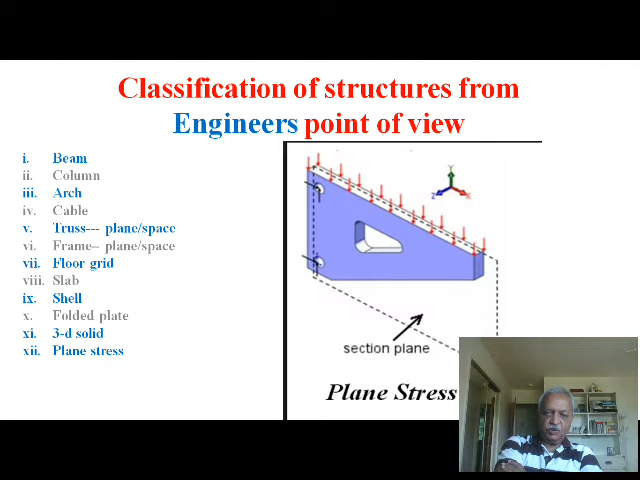 Classification of structures from
Engineers point of view
i. Beam
ii. Column
iii. Arch
iv. Cable
v. Truss--- plane/space
vi. Frame– plane/space
vii. Floor grid
viii. Slab
ix. Shell
x. Folded plate
xi. 3-d solid
xii. Plane stress
Y
Z
X
section plane
Plane Stress